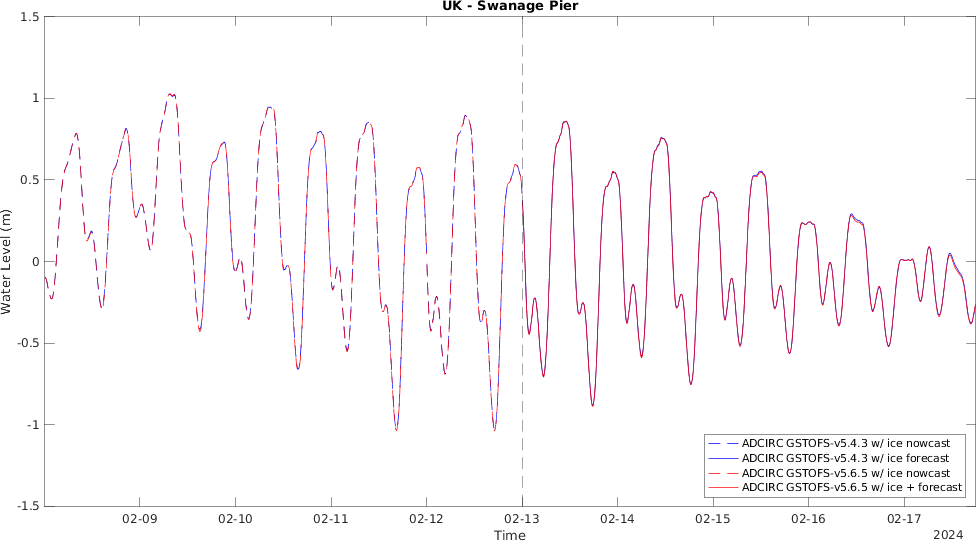 UK - Swanage Pier
1.5
1
0.5
0
-0.5
-1
-1.5
Water Level (m)
02-09 02-10 02-11 02-12 02-13 02-14 02-15 02-16 02-17
Time
2024
ADCIRC GSTOFS-v5.4.3 w/ ice nowcast
ADCIRC GSTOFS-v5.4.3 w/ ice forecast
ADCIRC GSTOFS-v5.6.5 w/ ice nowcast
ADCIRC GSTOFS-v5.6.5 w/ ice + forecast